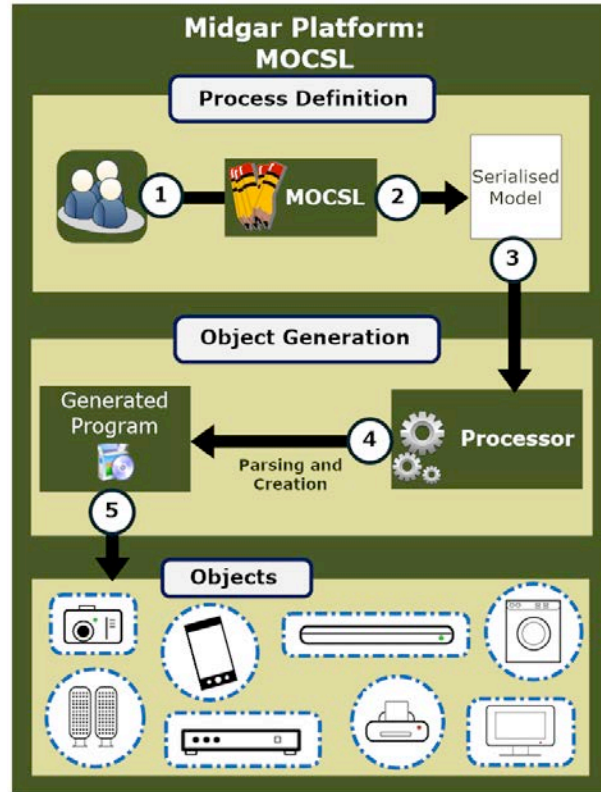 Midgar Platform:
MOCSL
Process Definition
1
MOCSL
2
Serialised
Model
3
Object Generation
Generated
Program
4
Processor
Parsing and
Creation
5
Objects